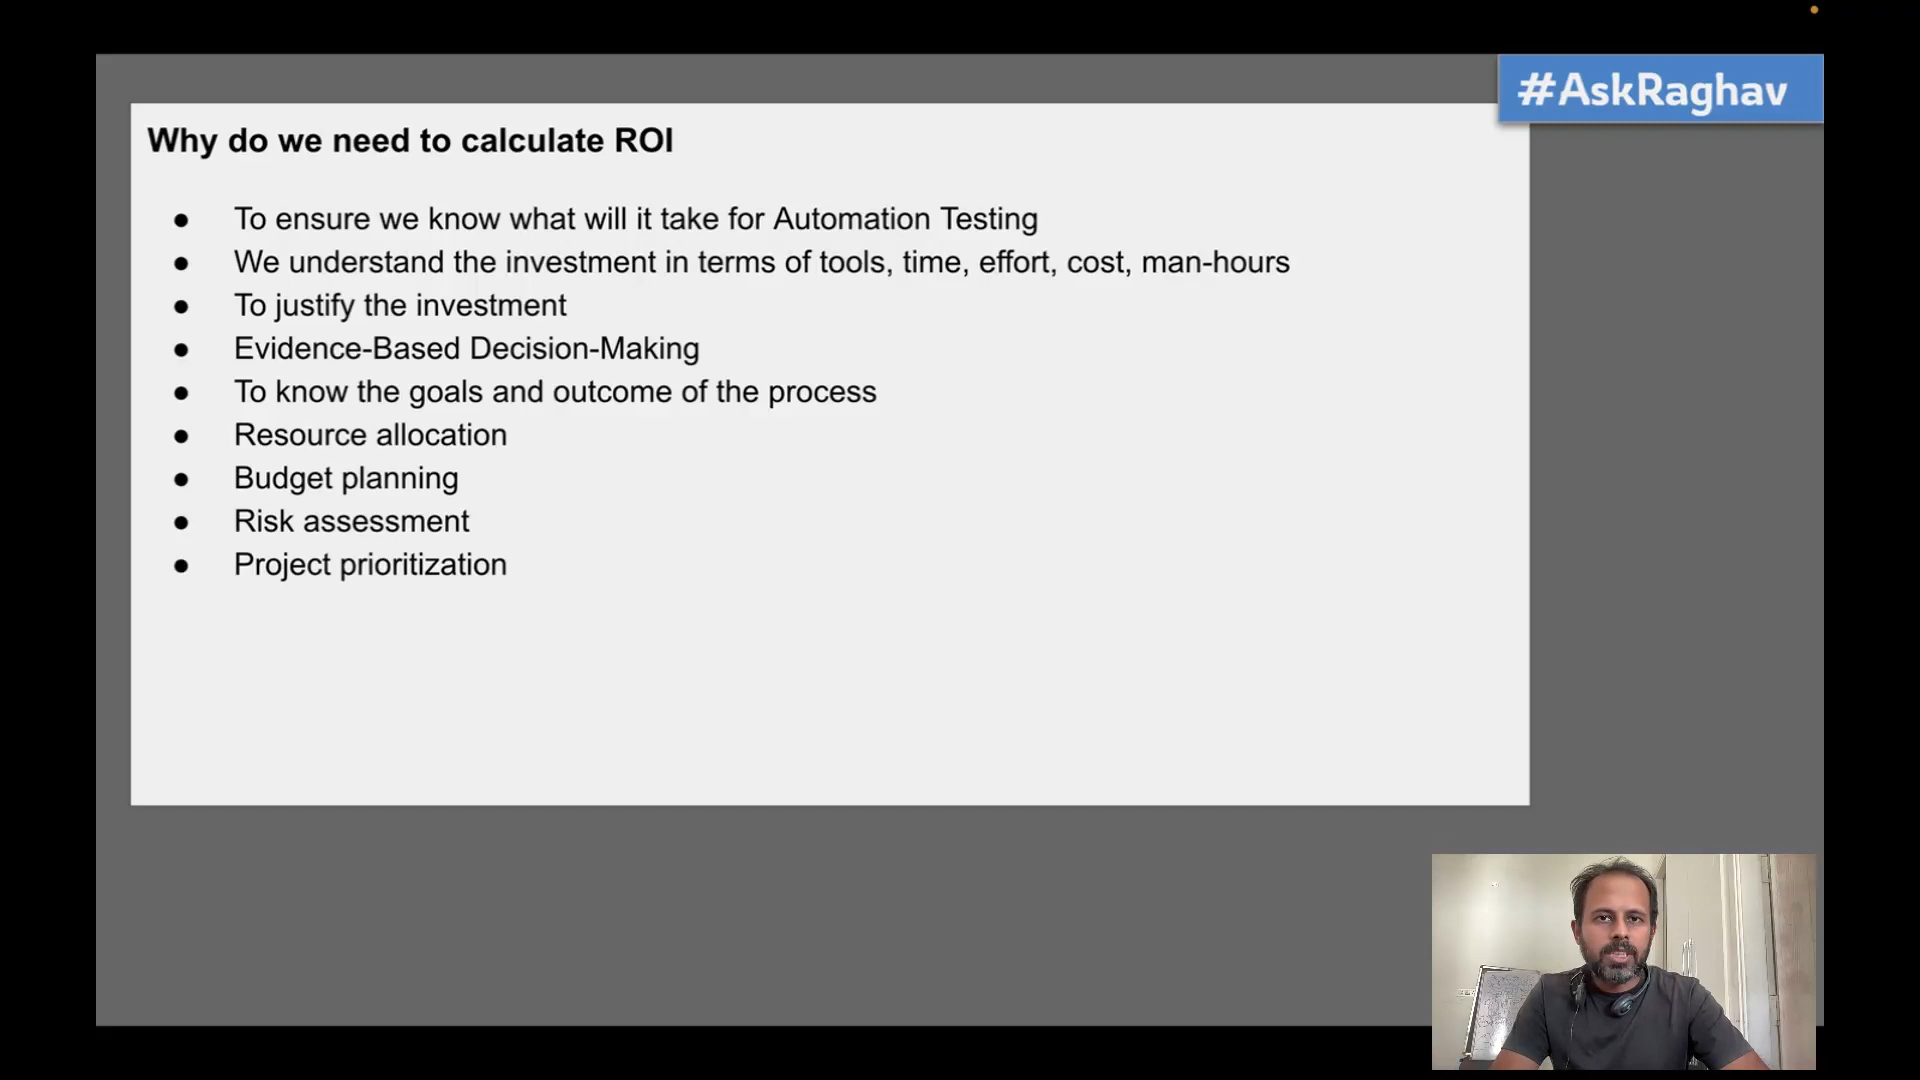 #AskRaghav
Why do we need to calculate ROI
● To ensure we know what will it take for Automation Testing
● We understand the investment in terms of tools, time, effort, cost, man-hours
● To justify the investment
● Evidence-Based Decision-Making
● To know the goals and outcome of the process
● Resource allocation
● Budget planning
● Risk assessment
● Project prioritization